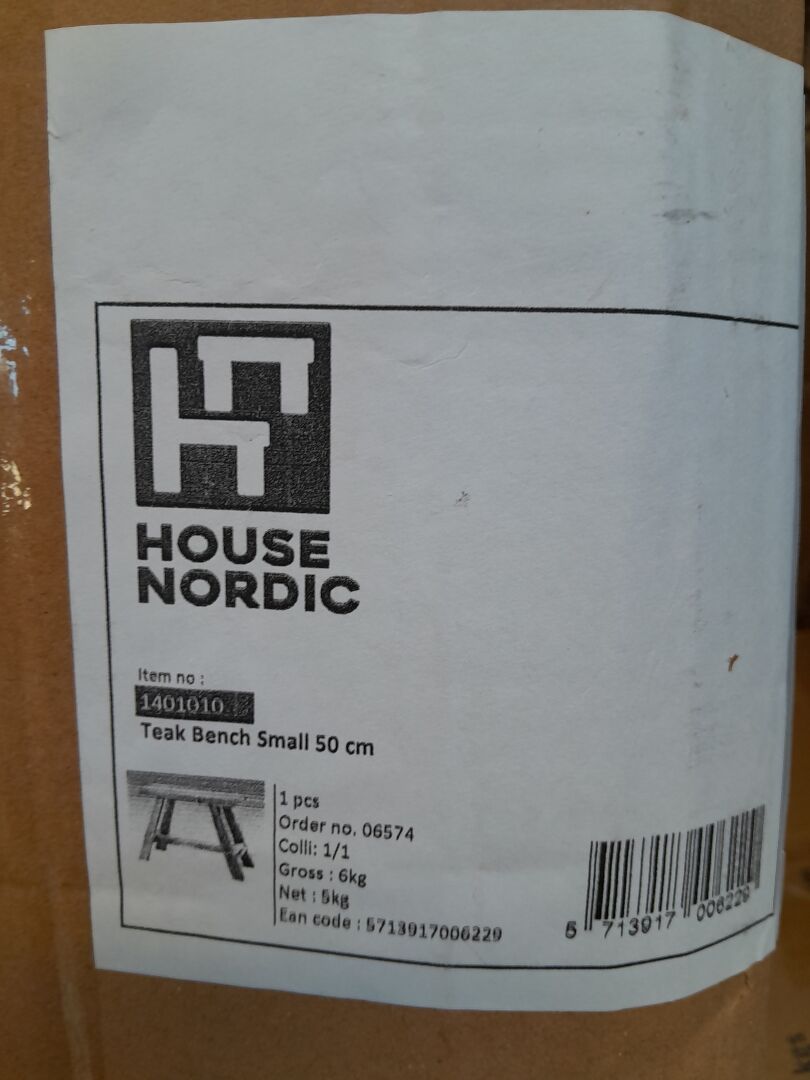 HOUSE
NORDIC
Item no :
1401010
Teak Bench Small 50 cm
1 pcs
Order no. 06574
Colli: 1/1
Gross : 6kg
Net : 5kg
Ean code : 5713917006229
5 713917 006229